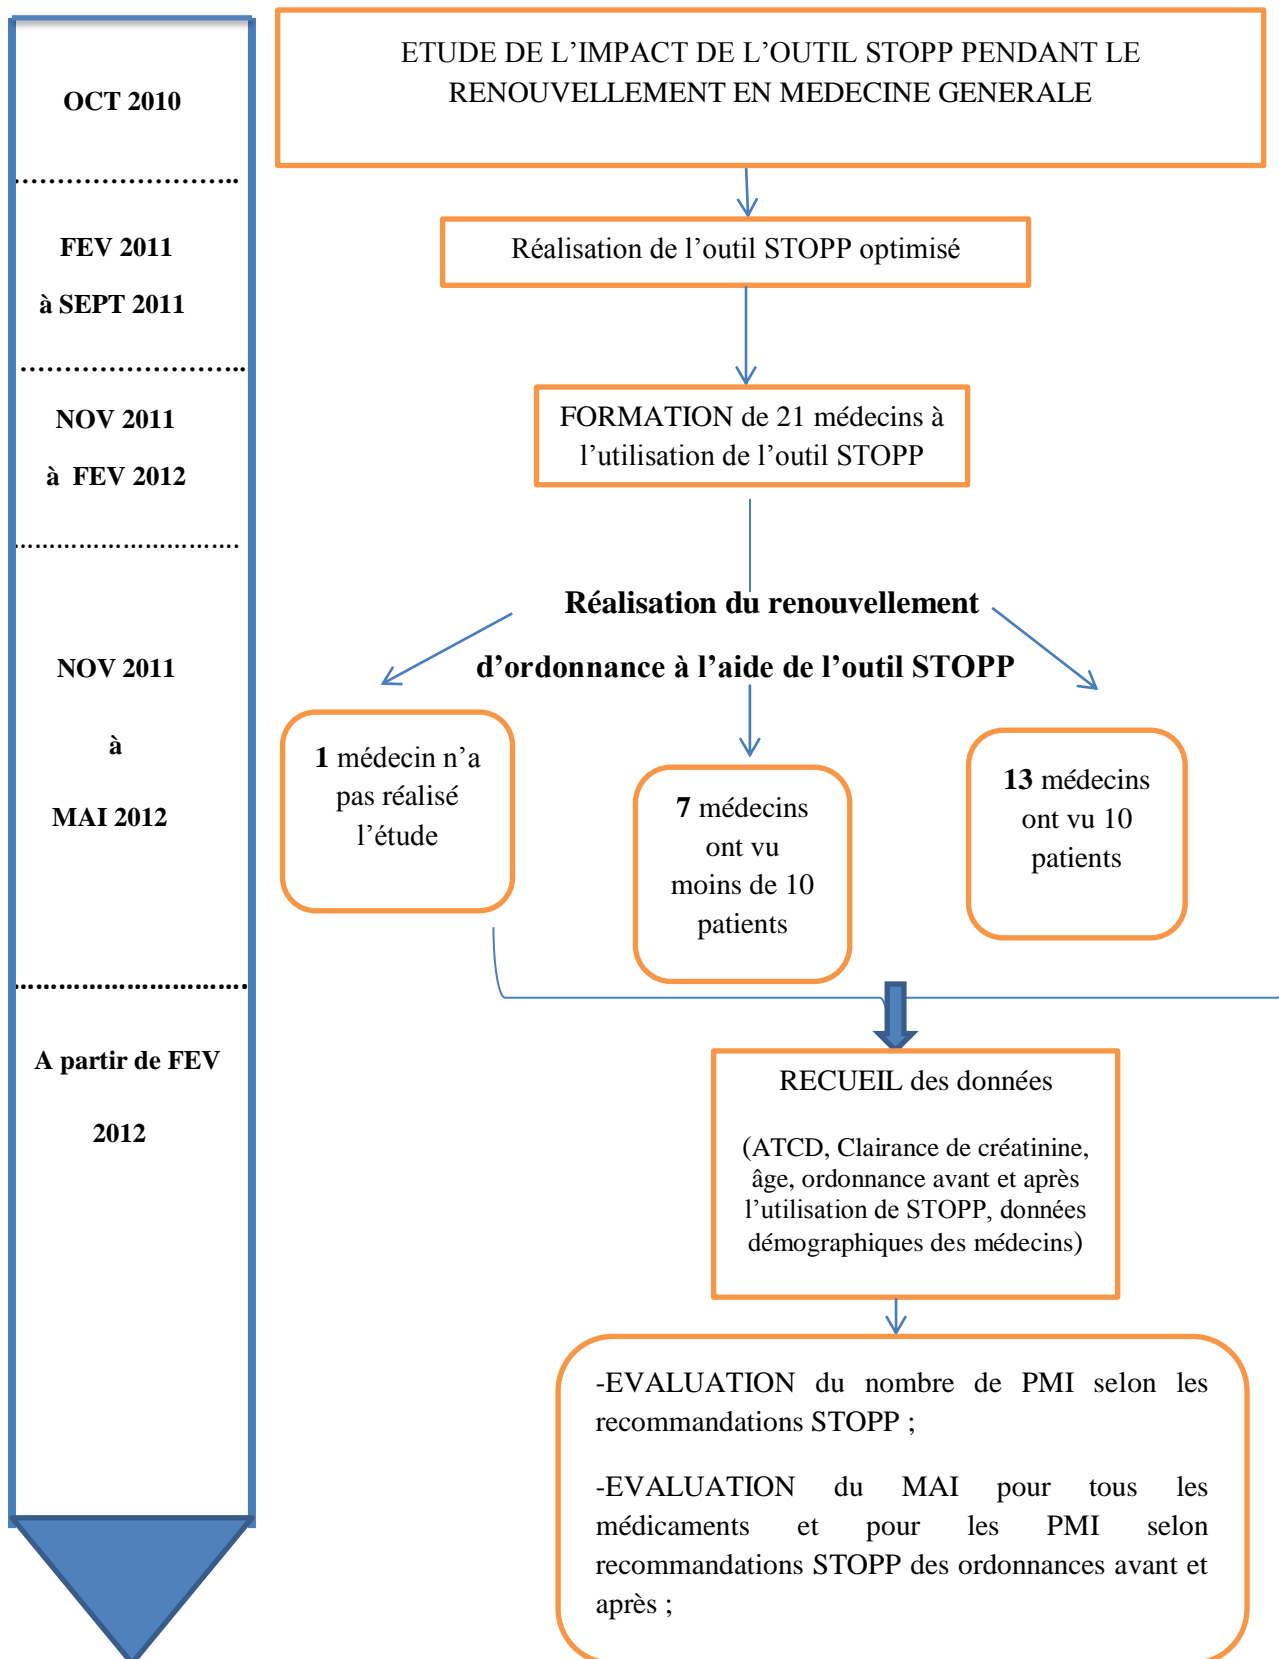 OCT 2010
ETUDE DE L’IMPACT DE L’OUTIL STOPP PENDANT LE
RENOUVELLEMENT EN MEDECINE GENERALE
FEV 2011
à SEPT 2011
Réalisation de l’outil STOPP optimisé
NOV 2011
à FEV 2012
FORMATION de 21 médecins à
l’utilisation de l’outil STOPP
NOV 2011
à
MAI 2012
Réalisation du renouvellement
d’ordonnance à l’aide de l’outil STOPP
1 médecin n’a
pas réalisé
l’étude
7 médecins
ont vu
moins de 10
patients
13 médecins
ont vu 10
patients
A partir de FEV
2012
RECUEIL des données
(ATCD, Clairance de créatinine,
âge, ordonnance avant et après
l’utilisation de STOPP, données
démographiques des médecins)
-EVALUATION du nombre de PMI selon les
recommandations STOPP ;
-EVALUATION du MAI pour tous les
médicaments et pour les PMI selon
recommandations STOPP des ordonnances avant et
après ;